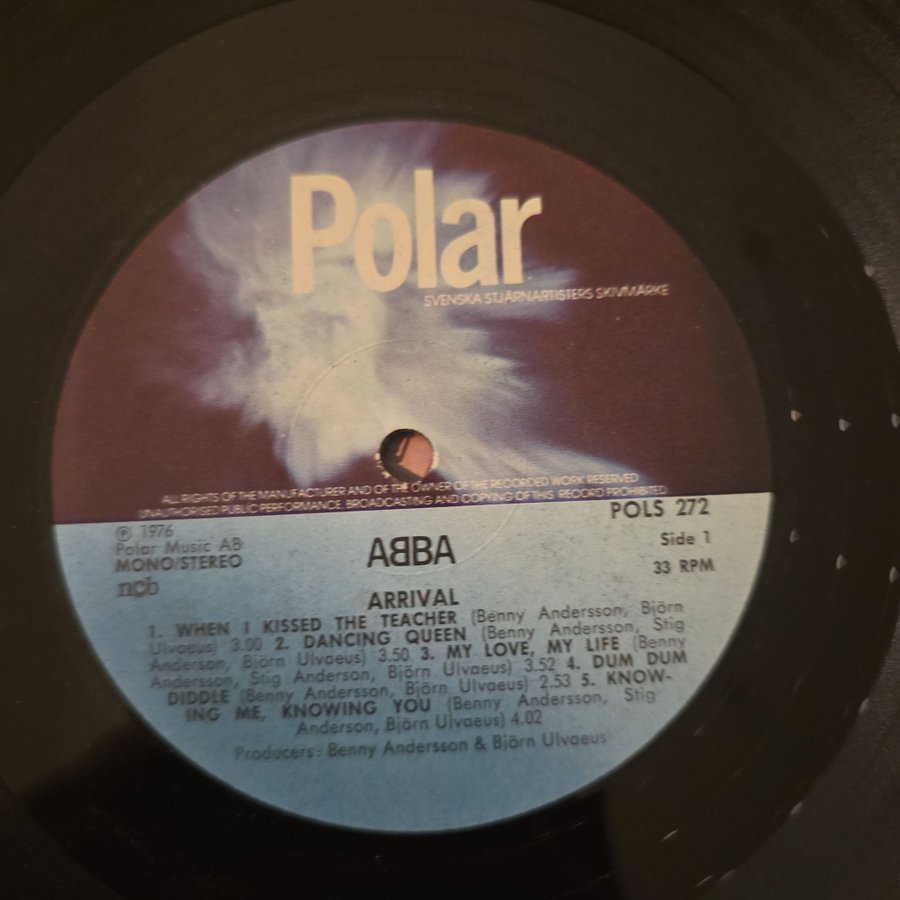 Polar
SVENSKA STJÄRNARTISTERS SKIVMÄRKE
ALL RIGHTS OF THE MANUFACTURER AND OF THE OWNER OF THE RECORDED WORK RESERVED
UNAUTHORISED PUBLIC PERFORMANCE, BROADCASTING AND COPYING OF THIS RECORD PROHIBITED
POLS 272
℗ 1976
Polar Music AB
MONO/STEREO
ncb
ABBA
Side 1
33 RPM
ARRIVAL
1. WHEN I KISSED THE TEACHER (Benny Andersson, Björn
Ulvaeus) 3.00 2. DANCING QUEEN (Benny Andersson, Stig
Anderson, Björn Ulvaeus) 3.50 3. MY LOVE, MY LIFE (Benny
Andersson, Stig Anderson, Björn Ulvaeus) 3.52 4. DUM DUM
DIDDLE (Benny Andersson, Björn Ulvaeus) 2.53 5. KNOW-
ING ME, KNOWING YOU (Benny Andersson, Stig
Anderson, Björn Ulvaeus) 4.02
Producers: Benny Andersson & Björn Ulvaeus